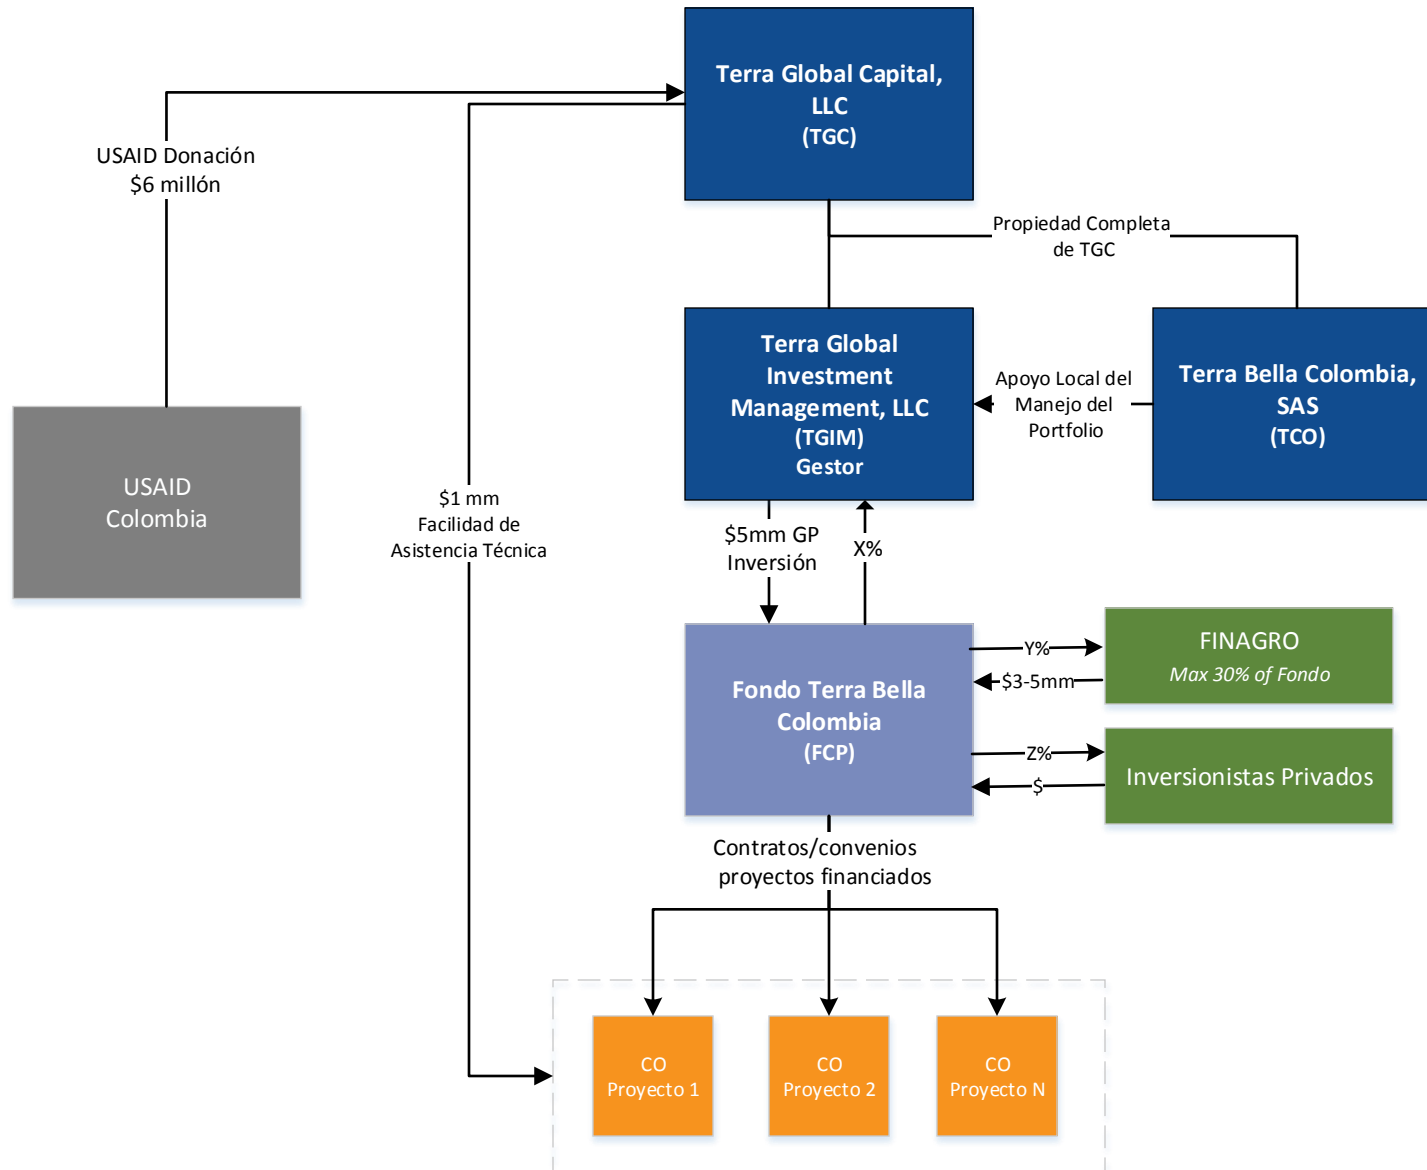 Terra Global Capital,
LLC
(TGC)
USAID Donación
$6 millón
Propiedad Completa
de TGC
Terra Global
Investment
Management, LLC
(TGIM)
Gestor
Apoyo Local del
Manejo del
Portfolio
Terra Bella Colombia,
SAS
(TCO)
USAID
Colombia
$1 mm
Facilidad de
Asistencia Técnica
$5mm GP
Inversión
X%
Fondo Terra Bella
Colombia
(FCP)
Y%
$3-5mm
FINAGRO
Max 30% of Fondo
Z%
$
Inversionistas Privados
Contratos/convenios
proyectos financiados
CO
Proyecto 1
CO
Proyecto 2
CO
Proyecto N